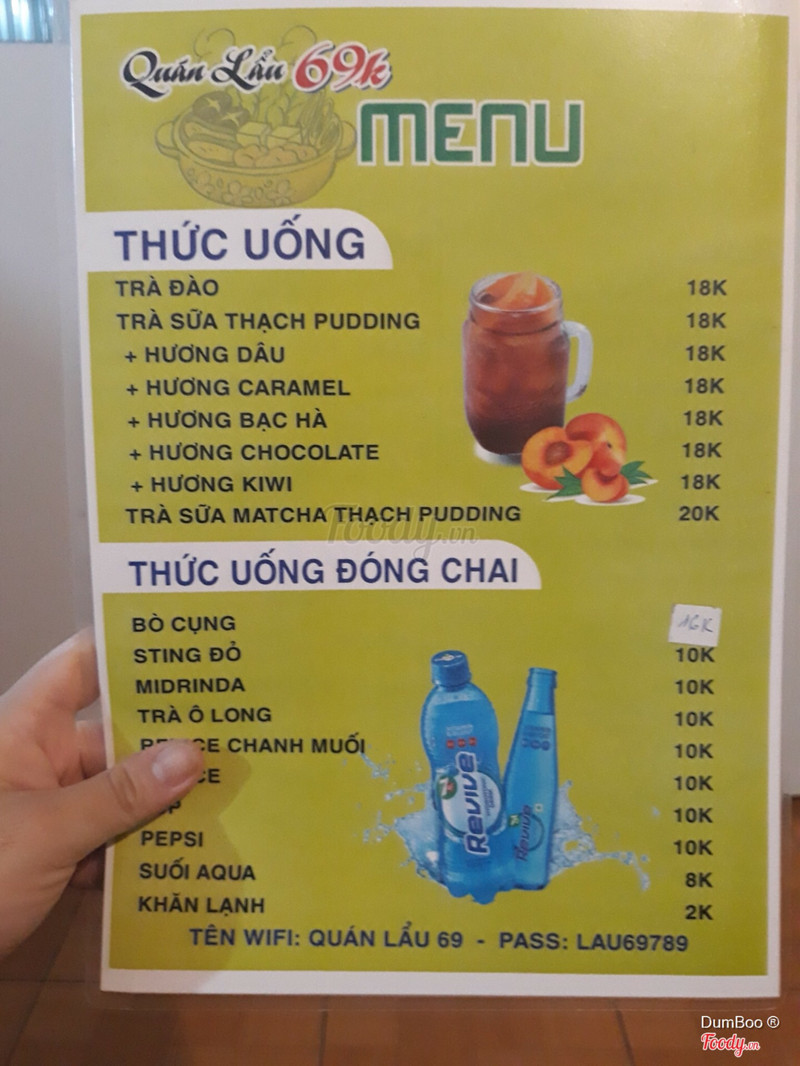 Quán Lẩu 69k
MENU
THỨC UỐNG
TRÀ ĐÀO 18K
TRÀ SỮA THẠCH PUDDING 18K
+ HƯƠNG DÂU 18K
+ HƯƠNG CARAMEL 18K
+ HƯƠNG BẠC HÀ 18K
+ HƯƠNG CHOCOLATE 18K
+ HƯƠNG KIWI 18K
TRÀ SỮA MATCHA THẠCH PUDDING 20K
Foody.vn
THỨC UỐNG ĐÓNG CHAI
BÒ CỤNG 16K
STING ĐỎ 10K
MIDRINDA 10K
TRÀ Ô LONG 10K
CHANH MUỐI 10K
10K
10K
PEPSI 10K
SUỐI AQUA 8K
KHĂN LẠNH 2K
Revive
Revive
TÊN WIFI: QUÁN LẨU 69 - PASS: LAU69789
DumBoo ®
Foody.vn